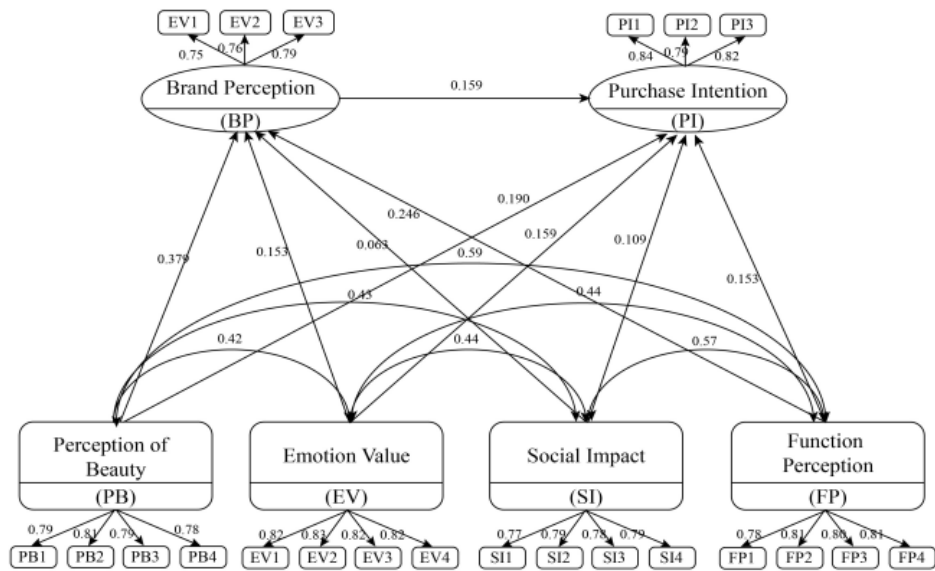 EV1 EV2 EV3
PI1 PI2 PI3
0.75 0.76 0.79
0.84 0.79 0.82
Brand Perception
(BP)
0.159
Purchase Intention
(PI)
0.190
0.246
0.379
0.153
0.063
0.59
0.159
0.109
0.153
0.43
0.44
0.42
0.44
0.57
Perception of
Beauty
(PB)
Emotion Value
(EV)
Social Impact
(SI)
Function
Perception
(FP)
0.79 0.81 0.79 0.78
0.82 0.83 0.82 0.82
0.77 0.79 0.78 0.79
0.78 0.81 0.80 0.81
PB1 PB2 PB3 PB4
EV1 EV2 EV3 EV4
SI1 SI2 SI3 SI4
FP1 FP2 FP3 FP4